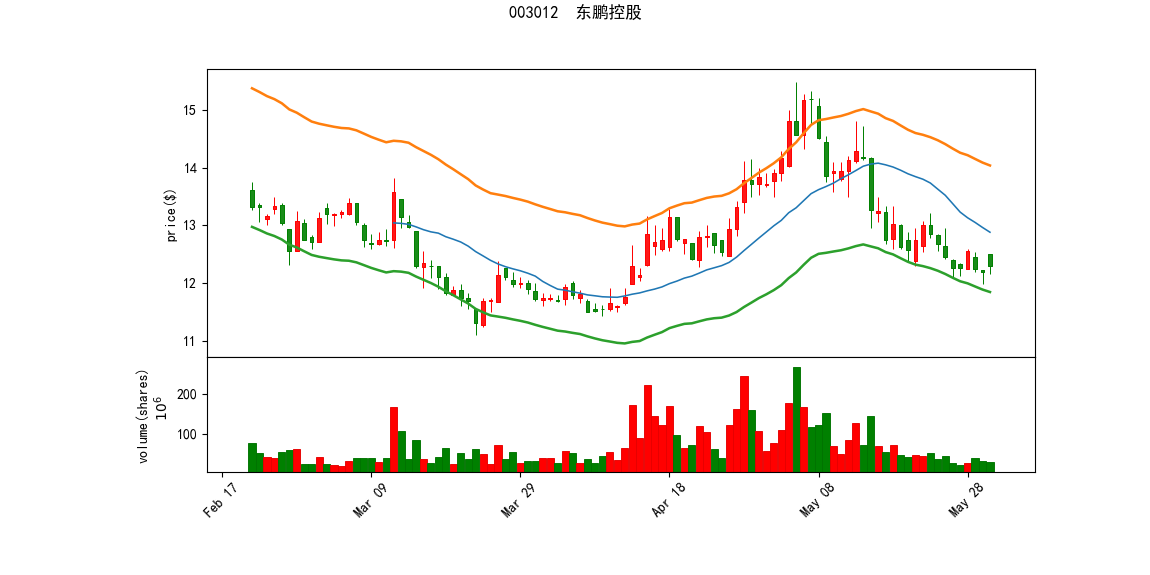 003012 东鹏控股
price($)
15
14
13
12
11
volume(shares)
10^6
200
100
Feb 17
Mar 09
Mar 29
Apr 18
May 08
May 28